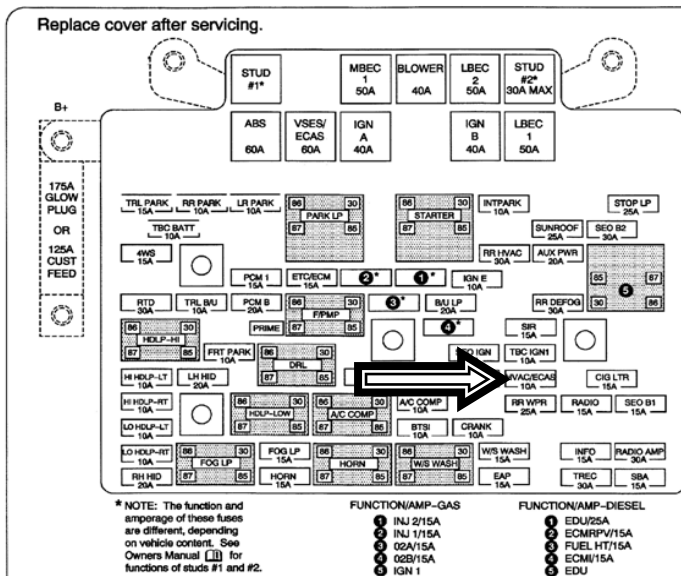 Replace cover after servicing.
STUD #1*
MBEC 1 50A
BLOWER 40A
LBEC 2 50A
STUD #2* 30A MAX
B+
ABS 60A
VSES/ECAS 60A
IGN A 40A
IGN B 40A
LBEC 1 50A
175A GLOW PLUG OR 125A CUST FEED
TRL PARK 15A
RR PARK 10A
LR PARK 10A
86 30 PARK LP 87 85
86 30 STARTER 87 85
INTPARK 10A
STOP LP 25A
TBC BATT 10A
SUNROOF 25A
SEO B2 30A
4WS 15A
RR HVAC 30A
AUX PWR 20A
PCM 1 15A
ETC/ECM 15A
2*
1*
IGN E 10A
85 87 5 30 86
RTD 30A
TRL B/U 10A
PCM B 20A
86 30 F/PMP 87 85
3*
B/U LP 20A
RR DEFOG 30A
86 30 HDLP-HI 87 85
PRIME
4*
SIR 15A
FRT PARK 10A
86 30 DRL 87 85
SEO IGN
TBC IGN1 10A
HI HDLP-LT 10A
LH HID 20A
HVAC/ECAS 10A
CIG LTR 15A
HI HDLP-RT 10A
86 30 HDLP-LOW 87 85
86 30 A/C COMP 87 85
A/C COMP 10A
RR WPR 25A
RADIO 15A
SEO B1 15A
LO HDLP-LT 10A
BTSI 10A
CRANK 10A
LO HDLP-RT 10A
86 30 FOG LP 87 85
FOG LP 15A
86 30 HORN 87 85
86 30 W/S WASH 87 85
W/S WASH 15A
INFO 15A
RADIO AMP 30A
RH HID 20A
HORN 15A
EAP 15A
TREC 30A
SBA 15A
* NOTE: The function and
amperage of these fuses
are different, depending
on vehicle content. See
Owners Manual for
functions of studs #1 and #2.
FUNCTION/AMP-GAS
1 INJ 2/15A
2 INJ 1/15A
3 02A/15A
4 02B/15A
5 IGN 1
FUNCTION/AMP-DIESEL
1 EDU/25A
2 ECMRPV/15A
3 FUEL HT/15A
4 ECMI/15A
5 EDU